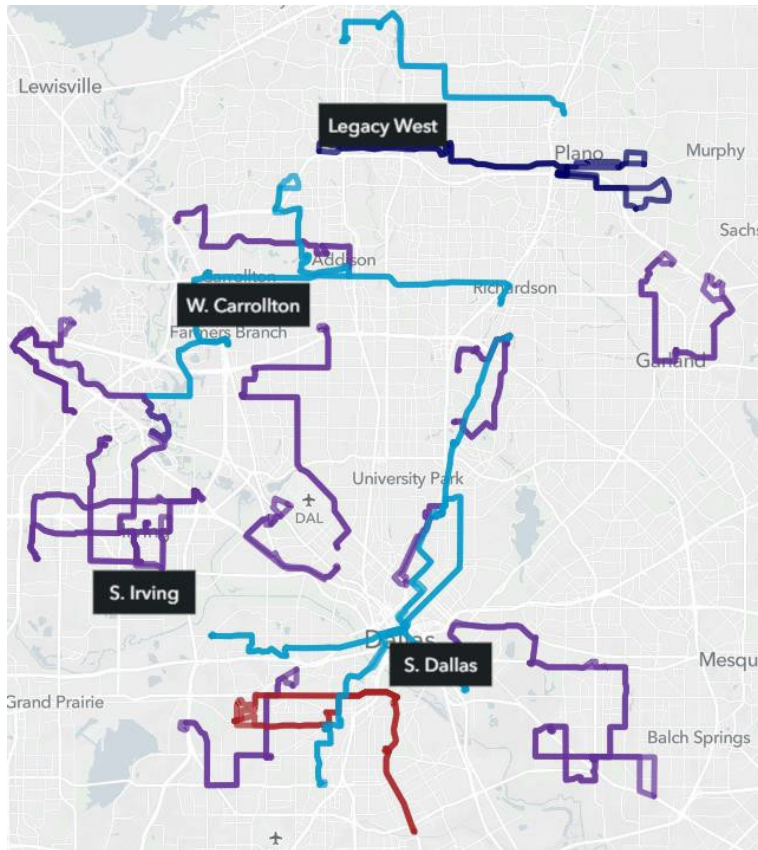 Lewisville
Legacy West
Plano
Murphy
Sachs
Addison
Carrollton
Richardson
W. Carrollton
Farmers Branch
Garland
University Park
DAL
Irving
S. Irving
Dallas
S. Dallas
Mesqu
Grand Prairie
Balch Springs